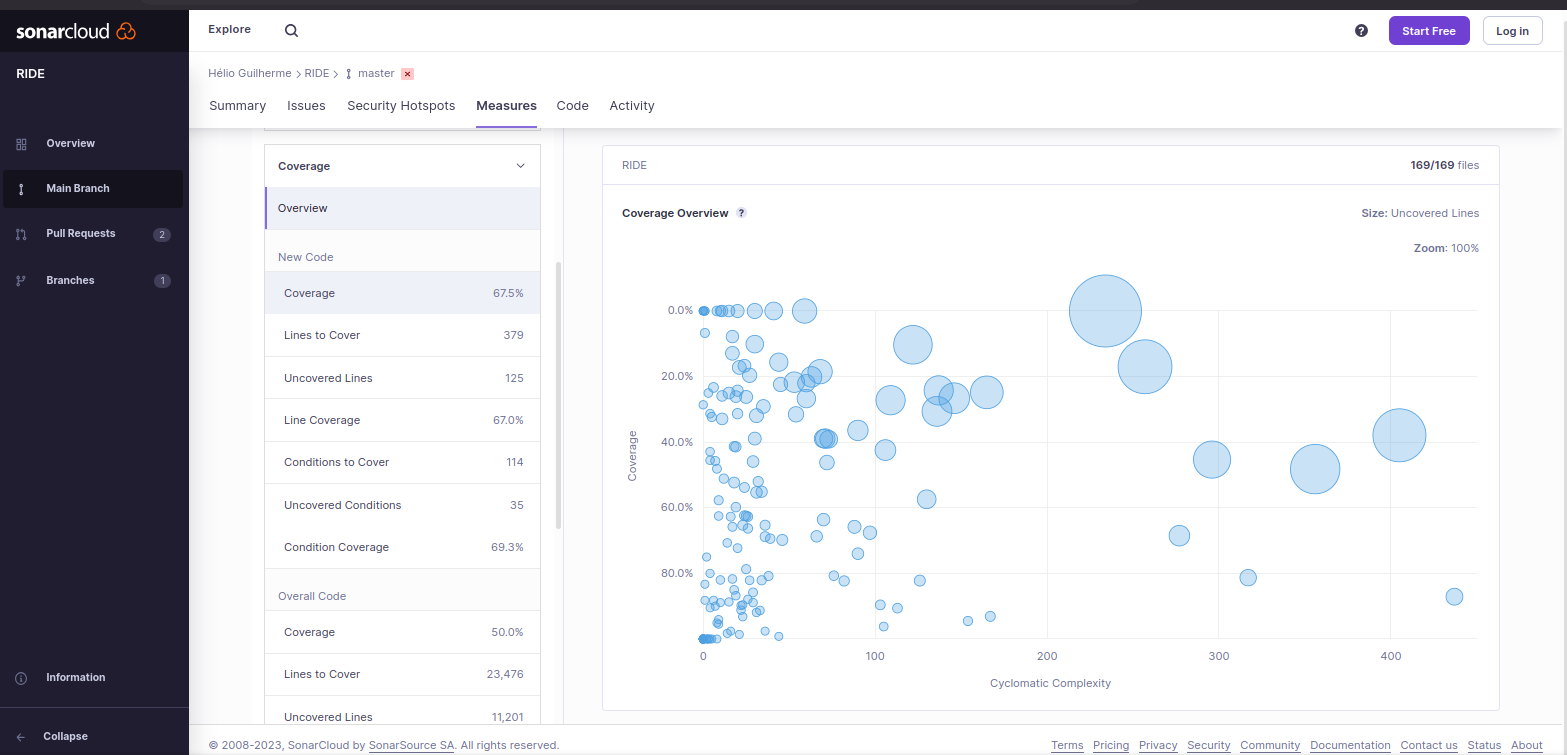 sonarcloud
Explore
?
Start Free
Log in
RIDE
Hélio Guilherme > RIDE > master
Summary Issues Security Hotspots Measures Code Activity
Overview
Main Branch
Pull Requests 2
Branches 1
Information
Collapse
Coverage
Overview
New Code
Coverage 67.5%
Lines to Cover 379
Uncovered Lines 125
Line Coverage 67.0%
Conditions to Cover 114
Uncovered Conditions 35
Condition Coverage 69.3%
Overall Code
Coverage 50.0%
Lines to Cover 23,476
Uncovered Lines 11,201
RIDE 169/169 files
Coverage Overview ? Size: Uncovered Lines
Zoom: 100%
0.0%
20.0%
40.0%
60.0%
80.0%
Coverage
0 100 200 300 400
Cyclomatic Complexity
© 2008-2023, SonarCloud by SonarSource SA. All rights reserved. Terms Pricing Privacy Security Community Documentation Contact us Status About